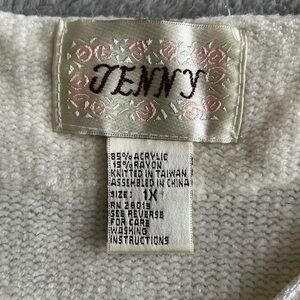 JENNY
85% ACRYLIC
15% RAYON
KNITTED IN TAIWAN
ASSEMBLED IN CHINA
SIZE: 1X
RN 26015
SEE REVERSE
FOR CARE
WASHING
INSTRUCTIONS